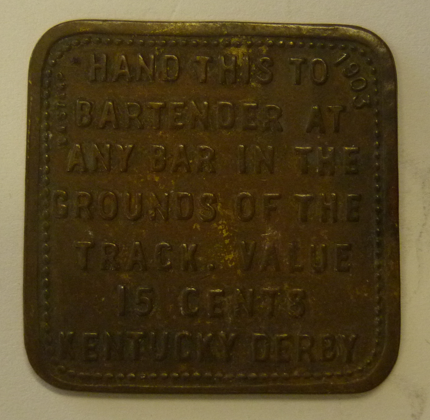 HAND THIS TO
1903
BARTENDER AT
ANY BAR IN THE
GROUNDS OF THE
TRACK. VALUE
15 CENTS
KENTUCKY DERBY